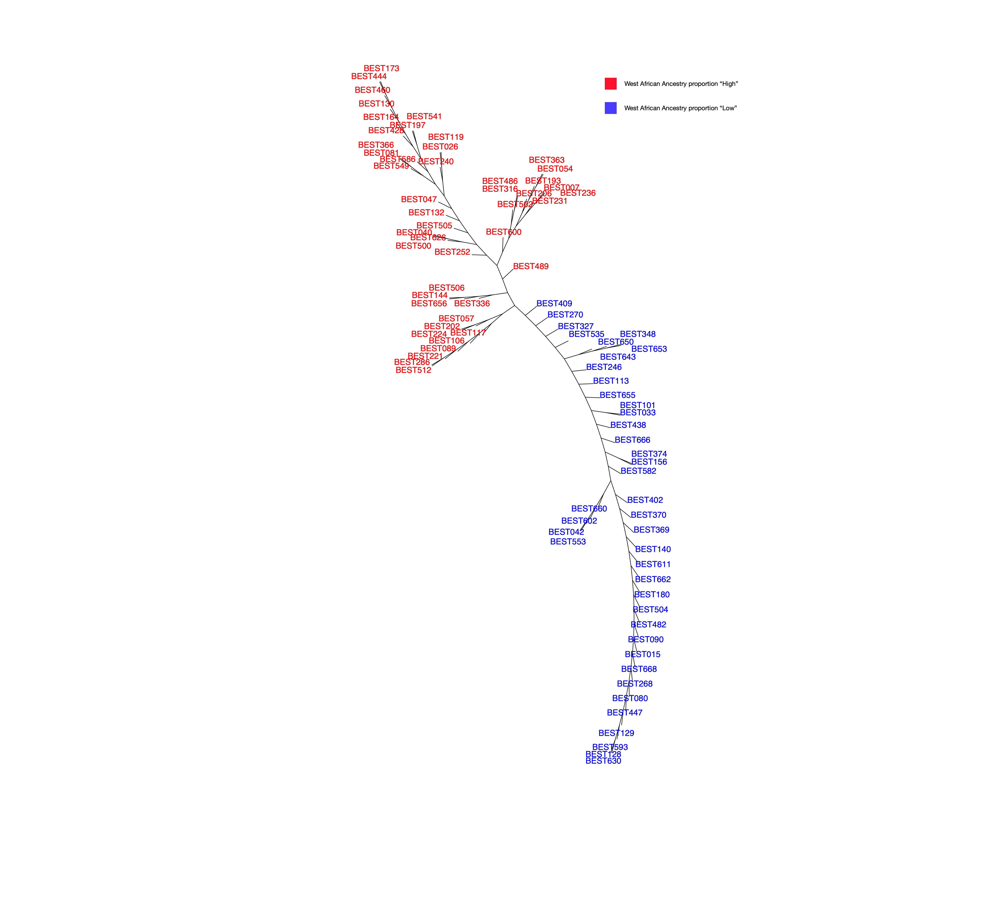 BEST173
BEST444
West African Ancestry proportion “High”
BEST460
BEST130
West African Ancestry proportion “Low”
BEST164
BEST541
BEST197
BEST428
BEST119
BEST366
BEST026
BEST081
BEST586
BEST240
BEST549
BEST363
BEST054
BEST486
BEST193
BEST316
BEST007
BEST206
BEST236
BEST047
BEST502
BEST231
BEST132
BEST505
BEST040
BEST600
BEST626
BEST500
BEST252
BEST489
BEST506
BEST144
BEST656
BEST336
BEST409
BEST270
BEST057
BEST202
BEST327
BEST224
BEST117
BEST535
BEST348
BEST106
BEST650
BEST089
BEST653
BEST221
BEST643
BEST286
BEST246
BEST512
BEST113
BEST655
BEST101
BEST033
BEST438
BEST666
BEST374
BEST156
BEST582
BEST402
BEST660
BEST370
BEST602
BEST369
BEST042
BEST553
BEST140
BEST611
BEST662
BEST180
BEST504
BEST482
BEST090
BEST015
BEST668
BEST268
BEST080
BEST447
BEST129
BEST593
BEST128
BEST630